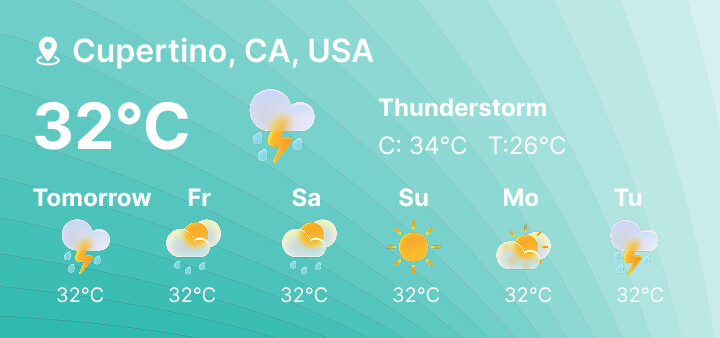 Cupertino, CA, USA
32°C
Thunderstorm
C: 34°C T:26°C
Tomorrow Fr Sa Su Mo Tu
32°C 32°C 32°C 32°C 32°C 32°C